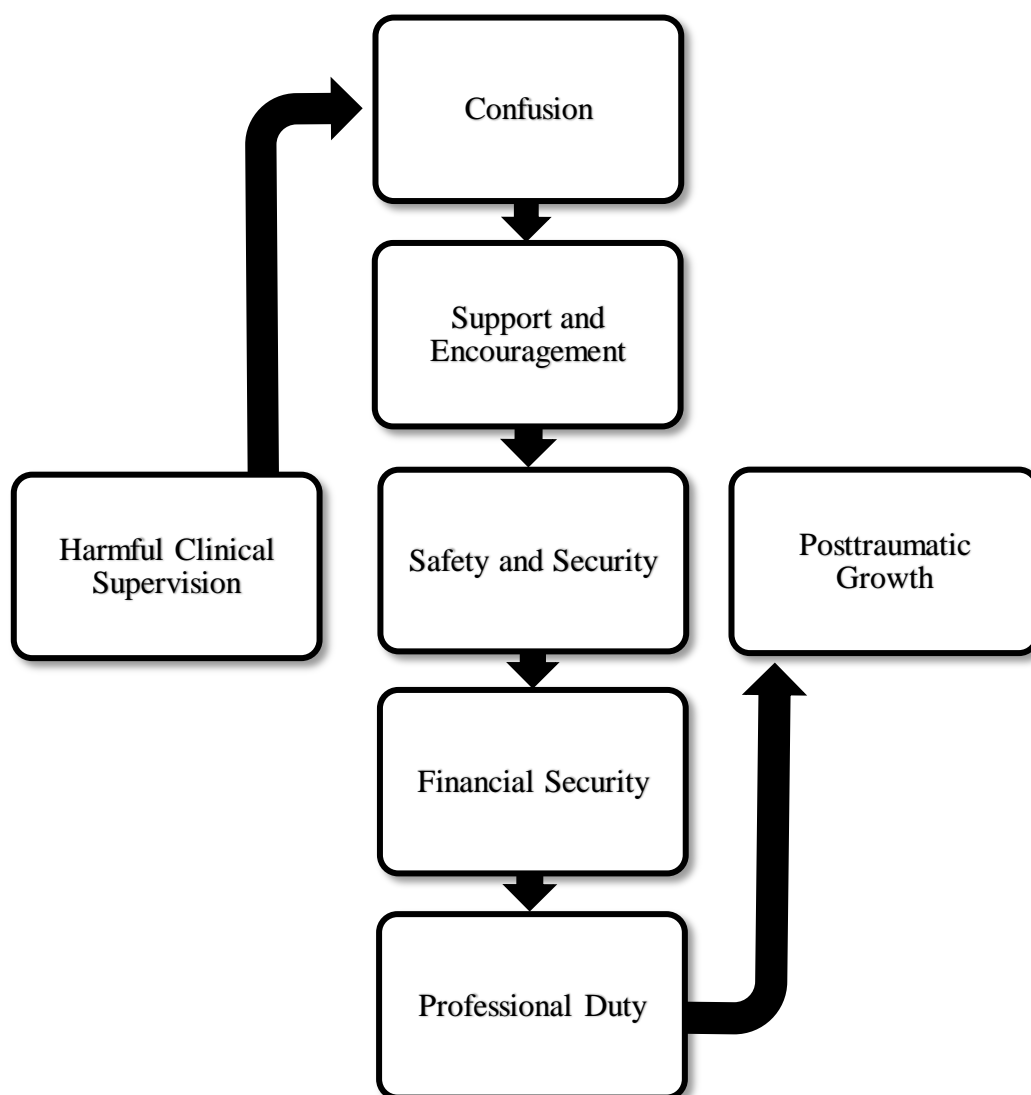 Confusion
Support and
Encouragement
Harmful Clinical
Supervision
Safety and Security
Posttraumatic
Growth
Financial Security
Professional Duty